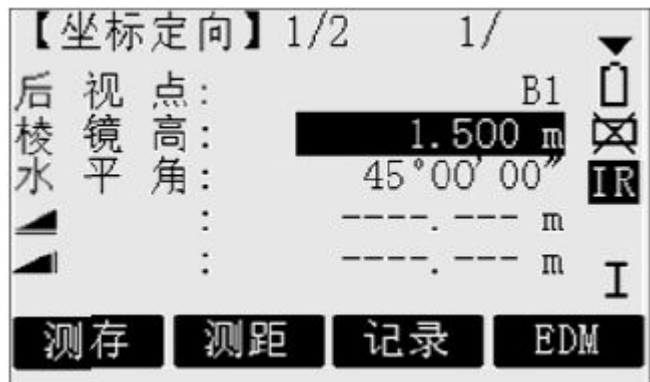 【坐标定向】1/2 1/
后 视 点: B1
棱 镜 高: 1.500 m
水 平 角: 45°00′00″ IR
: ----.--- m
: ----.--- m
I
测存 测距 记录 EDM